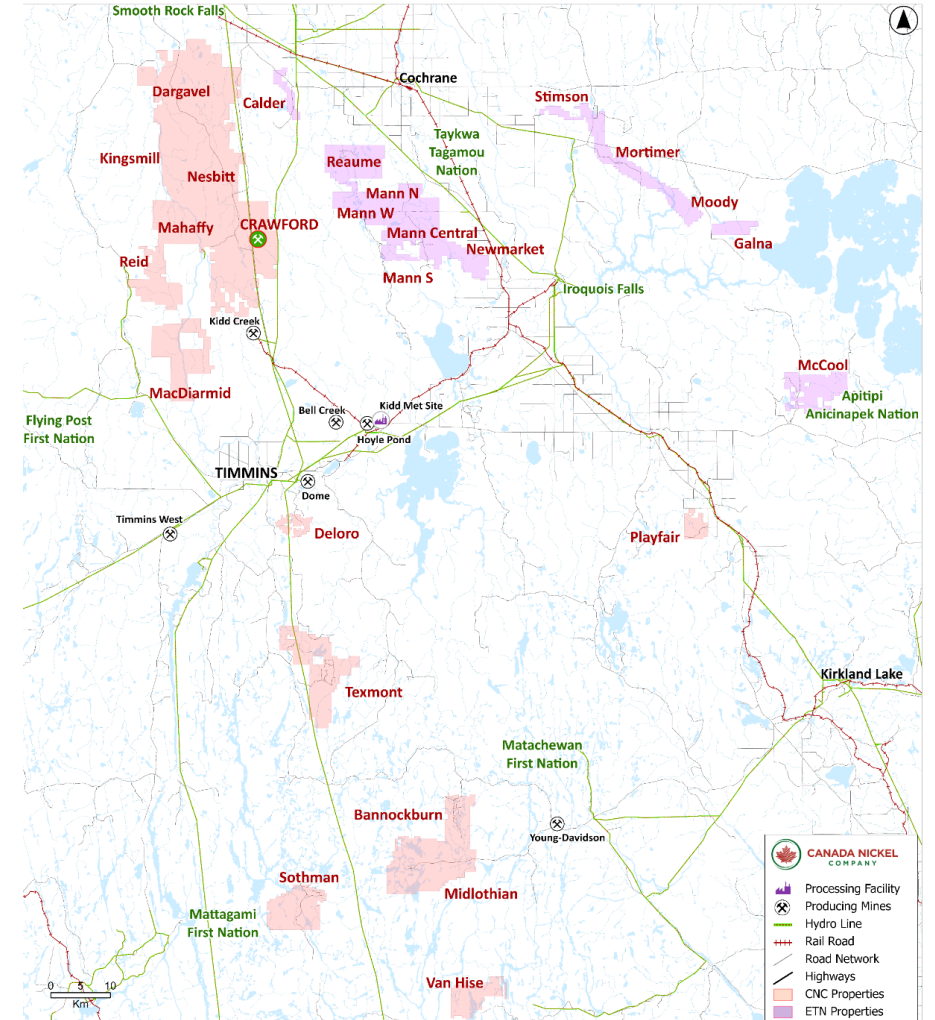 Smooth Rock Falls
Cochrane
Dargavel
Calder
Stimson
Taykwa
Tagamou
Nation
Kingsmill
Reaume
Mortimer
Nesbitt
Mann N
Moody
Mann W
Mahaffy
CRAWFORD
Mann Central
Galna
Newmarket
Reid
Mann S
Iroquois Falls
Kidd Creek
McCool
MacDiarmid
Apitipi
Anicinapek Nation
Kidd Met Site
Bell Creek
Flying Post
First Nation
Hoyle Pond
TIMMINS
Dome
Timmins West
Deloro
Playfair
Kirkland Lake
Texmont
Matachewan
First Nation
Bannockburn
Young-Davidson
Sothman
Midlothian
Mattagami
First Nation
Van Hise
0 5 10
Km
CANADA NICKEL
COMPANY
Processing Facility
Producing Mines
Hydro Line
Rail Road
Road Network
Highways
CNC Properties
ETN Properties